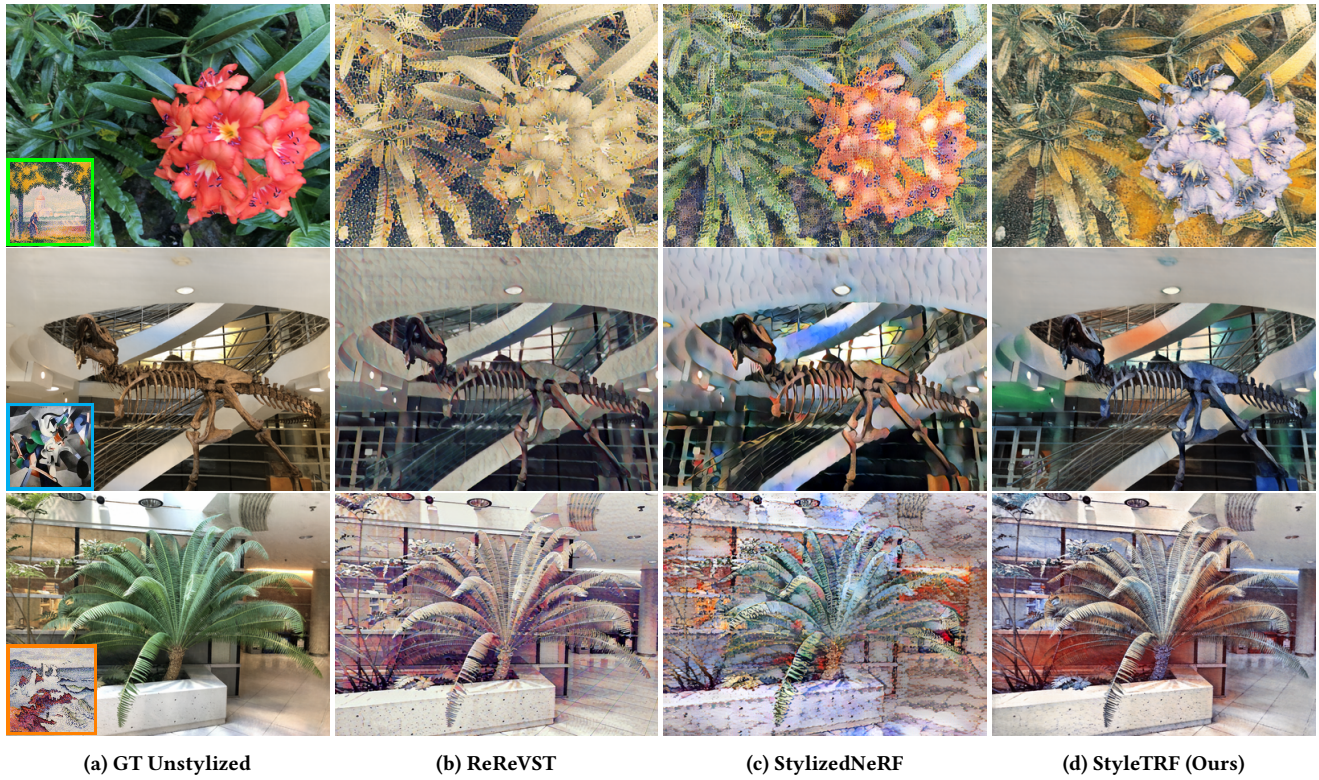 (a) GT Unstylized
(b) ReReVST
(c) StylizedNeRF
(d) StyleTRF (Ours)